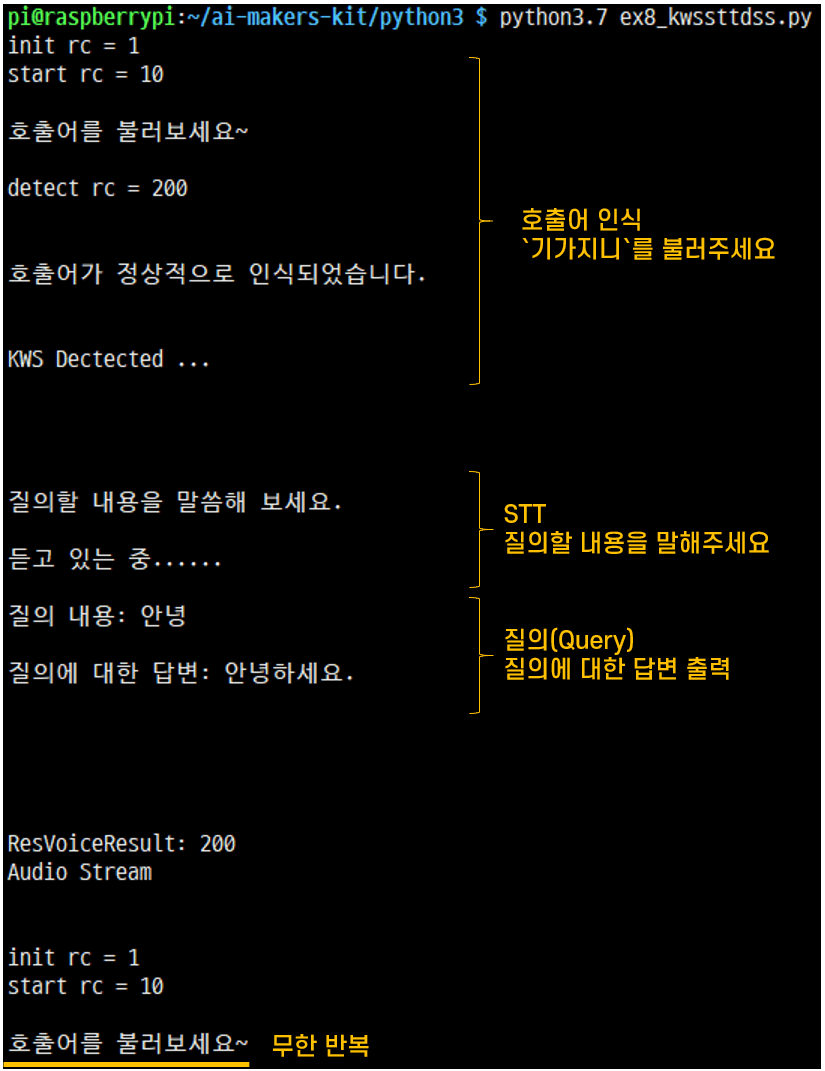 pi@raspberrypi:~/ai-makers-kit/python3 $ python3.7 ex8_kwssttdss.py
init rc = 1
start rc = 10
호출어를 불러보세요~
detect rc = 200
호출어 인식
`기가지니`를 불러주세요
호출어가 정상적으로 인식되었습니다.
KWS Dectected ...
질의할 내용을 말씀해 보세요.
STT
질의할 내용을 말해주세요
듣고 있는 중......
질의 내용: 안녕
질의(Query)
질의에 대한 답변 출력
질의에 대한 답변: 안녕하세요.
ResVoiceResult: 200
Audio Stream
init rc = 1
start rc = 10
호출어를 불러보세요~ 무한 반복